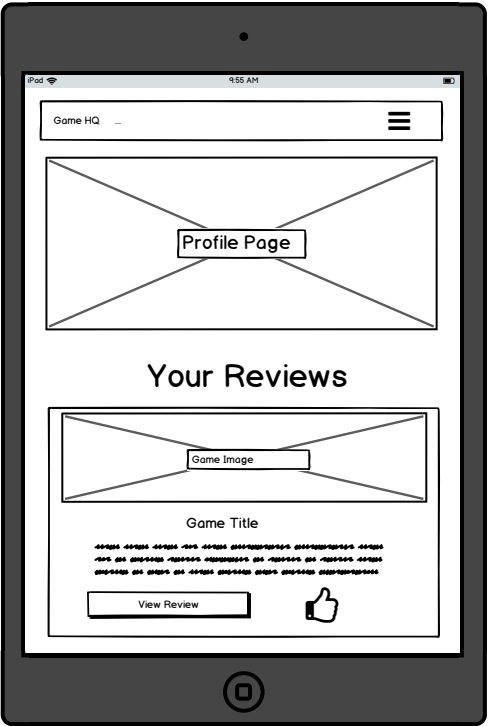 iPad 9:55 AM
Game HQ ...
Profile Page
Your Reviews
Game Image
Game Title
View Review